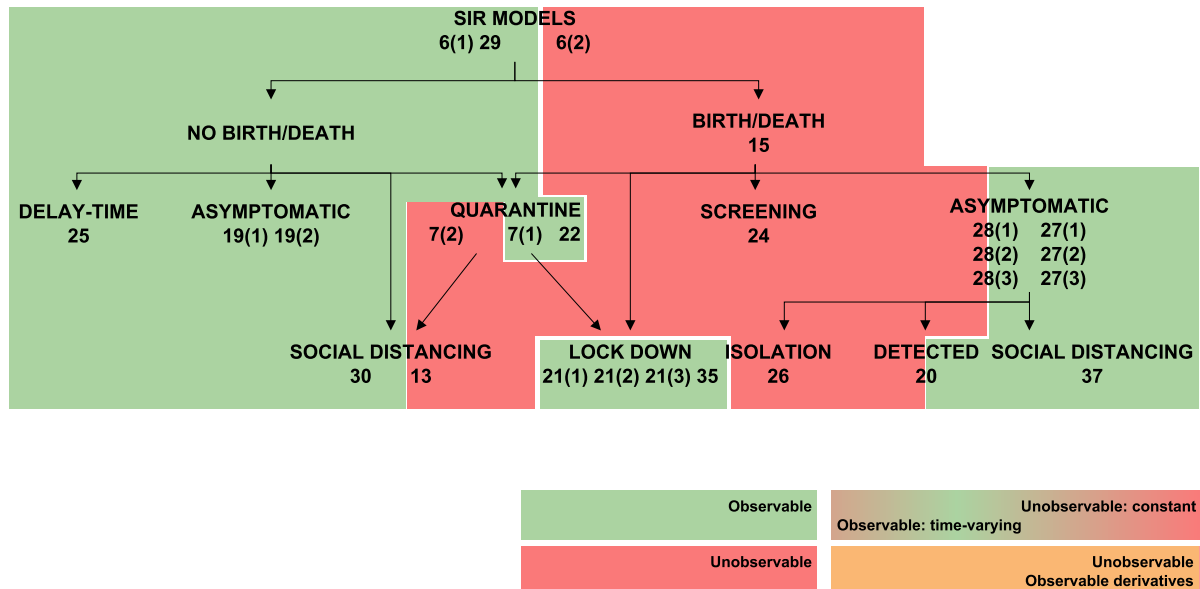 SIR MODELS
6(1) 29 6(2)
NO BIRTH/DEATH
BIRTH/DEATH
15
DELAY-TIME
25
ASYMPTOMATIC
19(1) 19(2)
QUARANTINE
7(2) 7(1) 22
SCREENING
24
ASYMPTOMATIC
28(1) 27(1)
28(2) 27(2)
28(3) 27(3)
SOCIAL DISTANCING
30 13
LOCK DOWN
21(1) 21(2) 21(3) 35
ISOLATION
26
DETECTED
20
SOCIAL DISTANCING
37
Observable
Unobservable: constant
Observable: time-varying
Unobservable
Unobservable
Observable derivatives